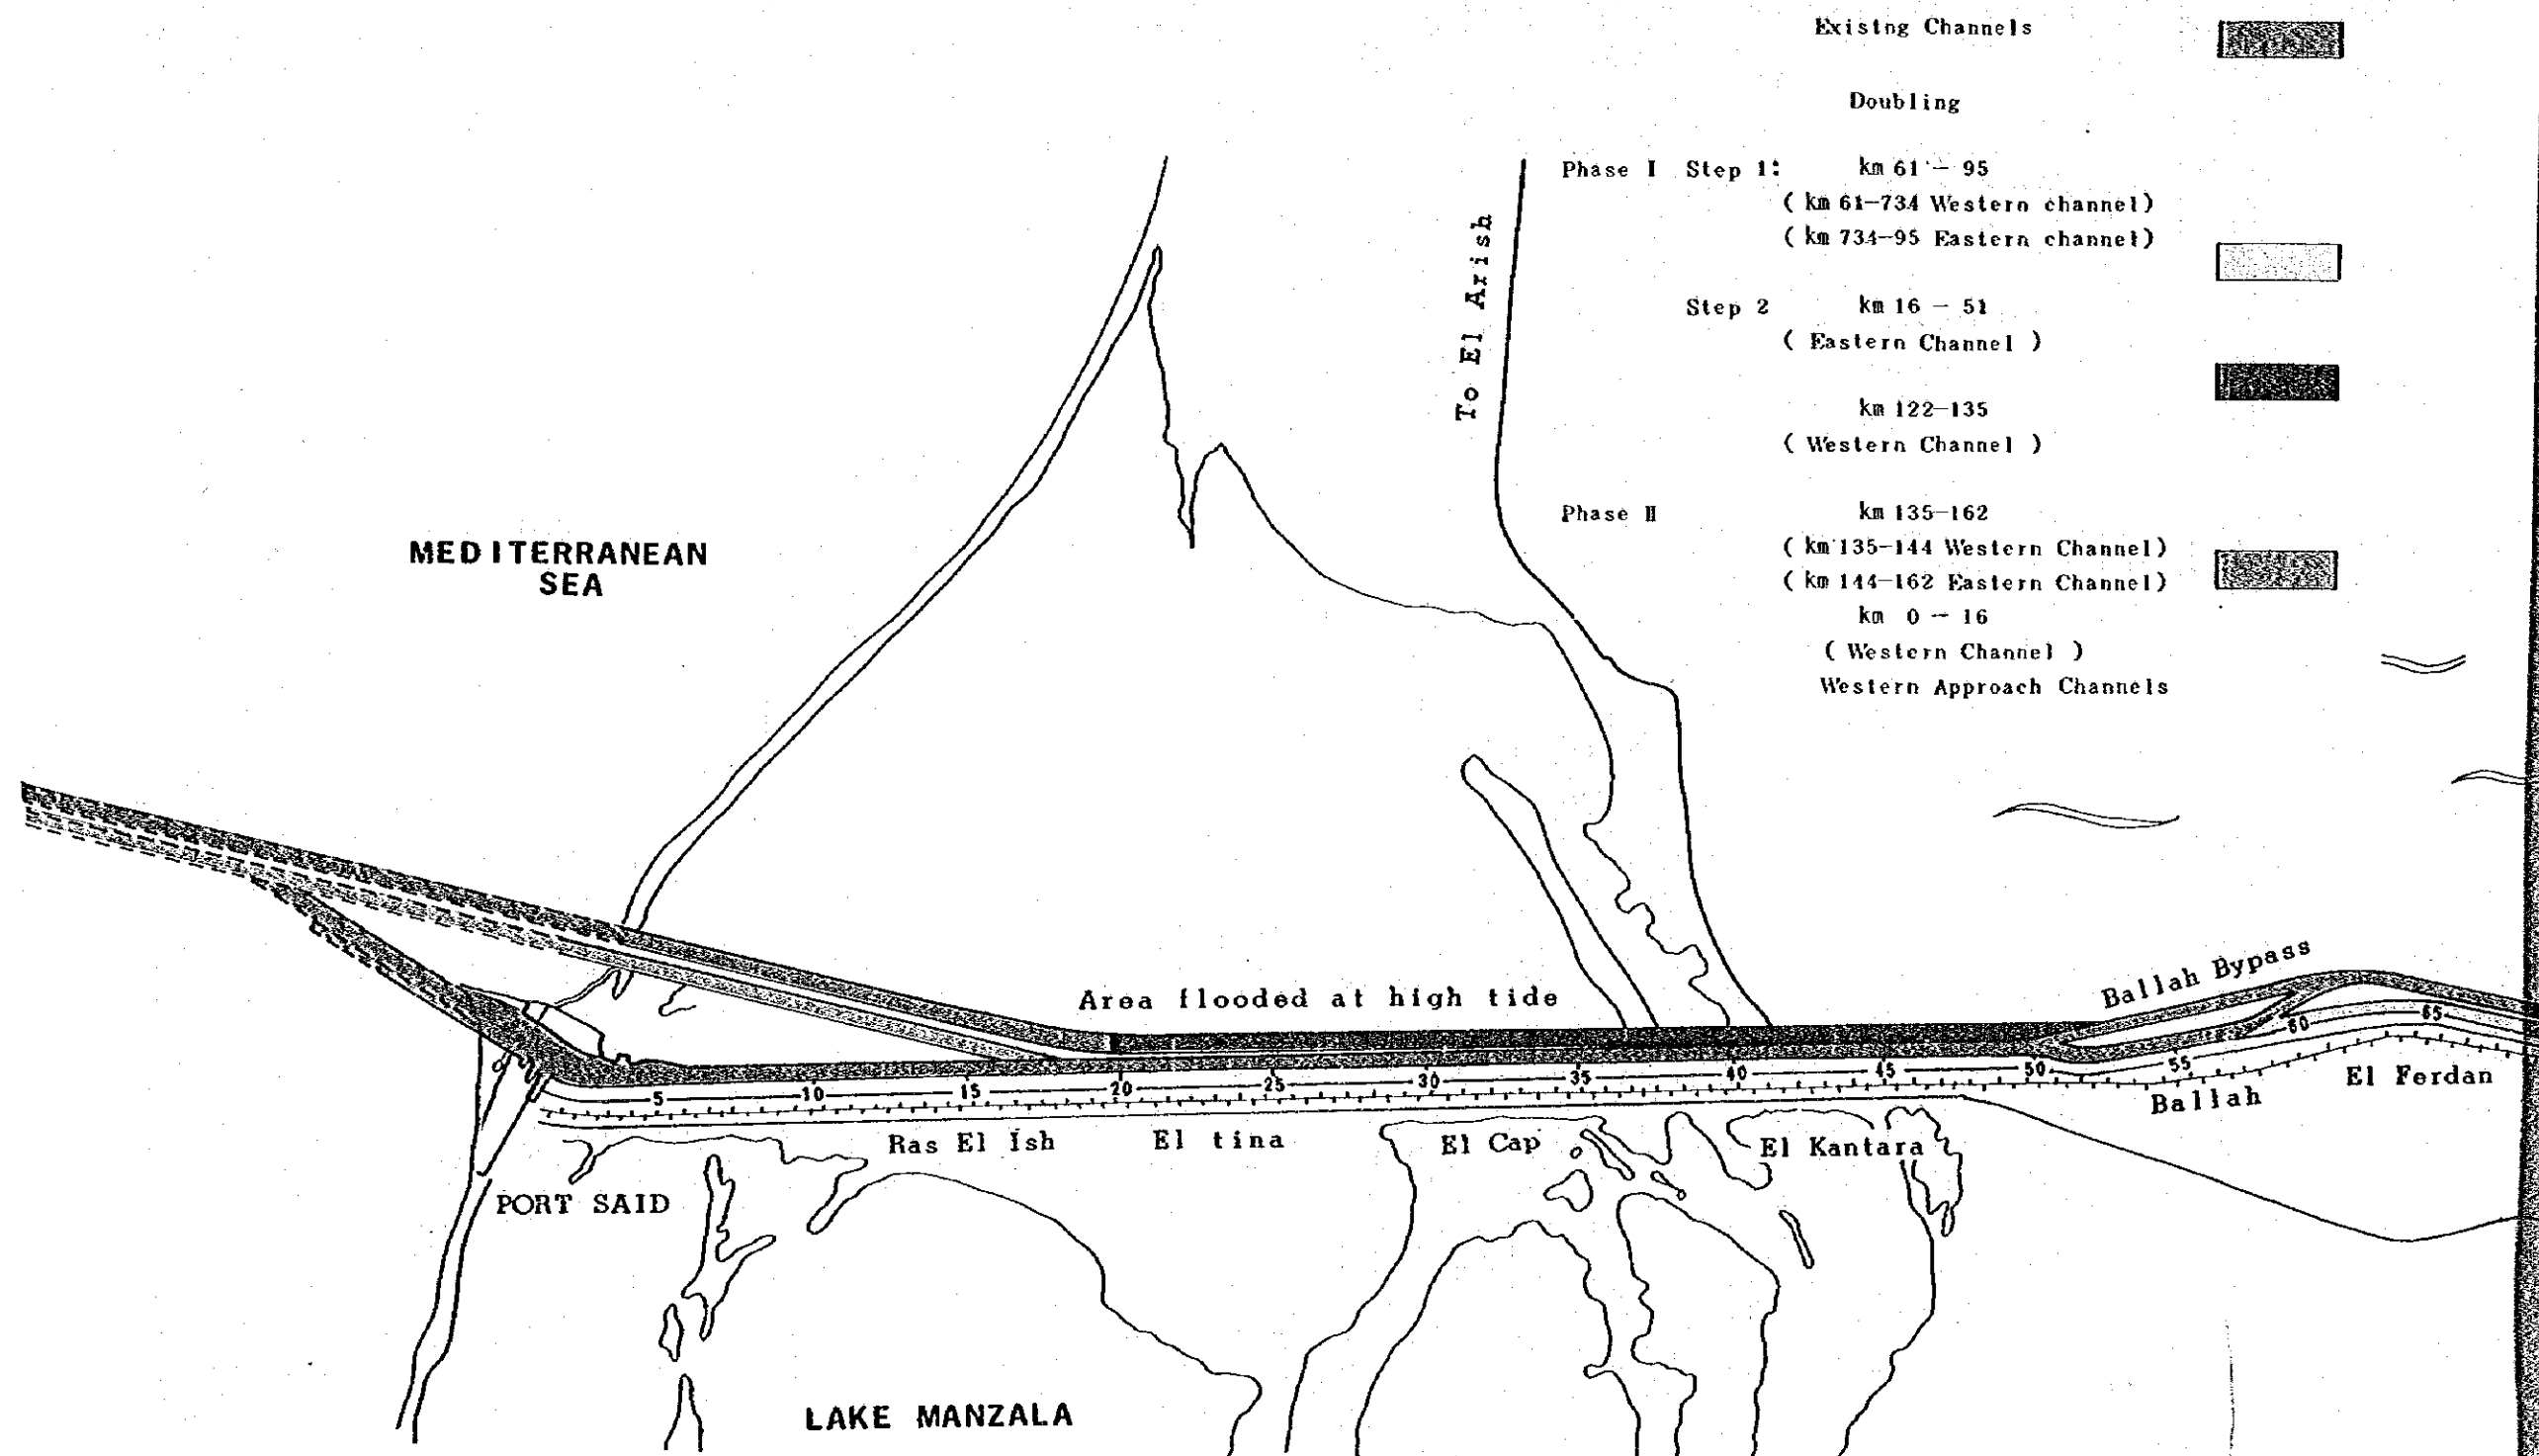 Existng Channels
Doubling
Phase I Step 1: km 61 – 95
( km 61–734 Western channel)
( km 734–95 Eastern channel)
Step 2 km 16 – 51
( Eastern Channel )
km 122–135
( Western Channel )
Phase II km 135–162
( km 135–144 Western Channel)
( km 144–162 Eastern Channel)
km 0 – 16
( Western Channel )
Western Approach Channels
To El Arish
MEDITERRANEAN
SEA
Area flooded at high tide
Ballah Bypass
5 10 15 20 25 30 35 40 45 50 55 60 65
Ras El Ish
El tina
El Cap
El Kantara
Ballah
El Ferdan
PORT SAID
LAKE MANZALA